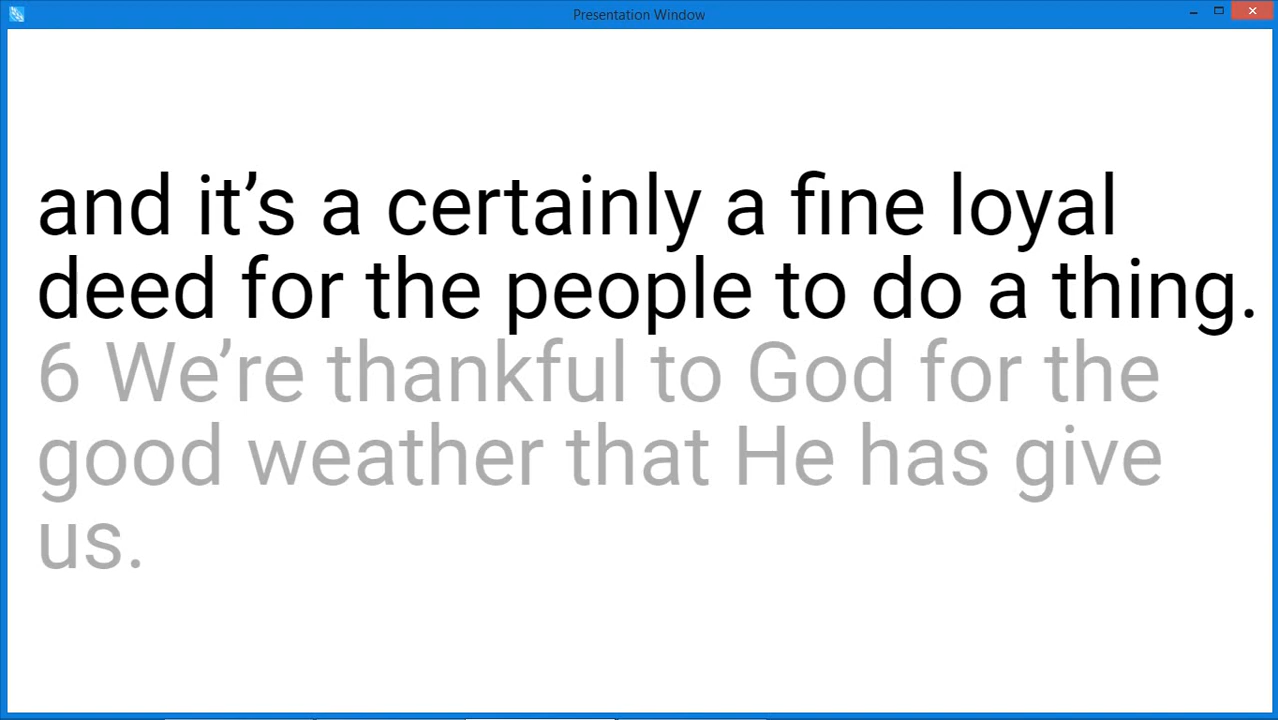 Presentation Window
and it’s a certainly a fine loyal
deed for the people to do a thing.
6 We’re thankful to God for the
good weather that He has give
us.